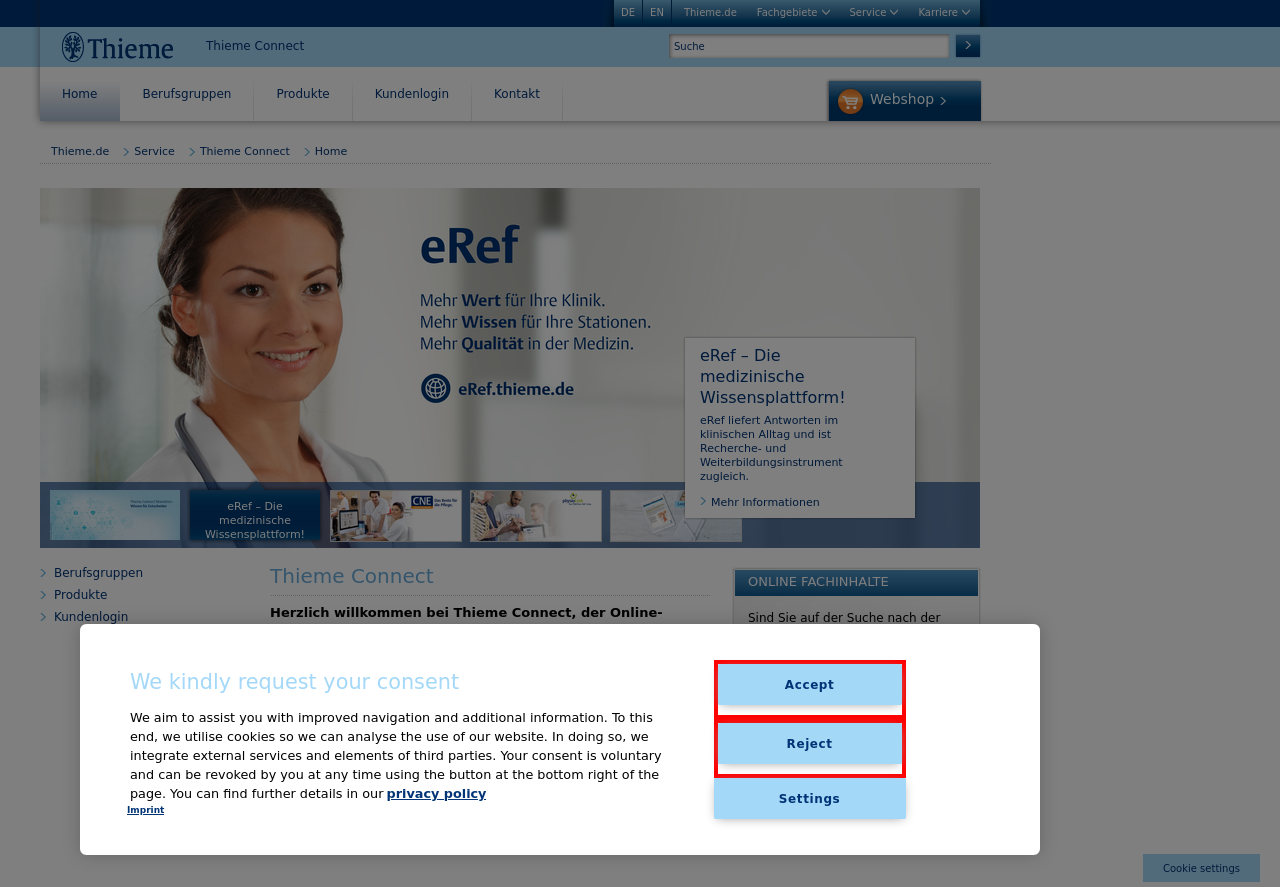 DE EN Thieme.de Fachgebiete Service Karriere
Thieme
Thieme Connect
Suche
Home Berufsgruppen Produkte Kundenlogin Kontakt
Webshop
Thieme.de Service Thieme Connect Home
eRef
Mehr Wert für Ihre Klinik.
Mehr Wissen für Ihre Stationen.
Mehr Qualität in der Medizin.
eRef.thieme.de
eRef – Die
medizinische
Wissensplattform!
eRef liefert Antworten im
klinischen Alltag und ist
Recherche- und
Weiterbildungsinstrument
zugleich.
Mehr Informationen
eRef – Die
medizinische
Wissensplattform!
CNE
Berufsgruppen
Produkte
Kundenlogin
Thieme Connect
Herzlich willkommen bei Thieme Connect, der Online-
ONLINE FACHINHALTE
Sind Sie auf der Suche nach der
We kindly request your consent
We aim to assist you with improved navigation and additional information. To this
end, we utilise cookies so we can analyse the use of our website. In doing so, we
integrate external services and elements of third parties. Your consent is voluntary
and can be revoked by you at any time using the button at the bottom right of the
page. You can find further details in our privacy policy
Imprint
Accept
Reject
Settings
Cookie settings